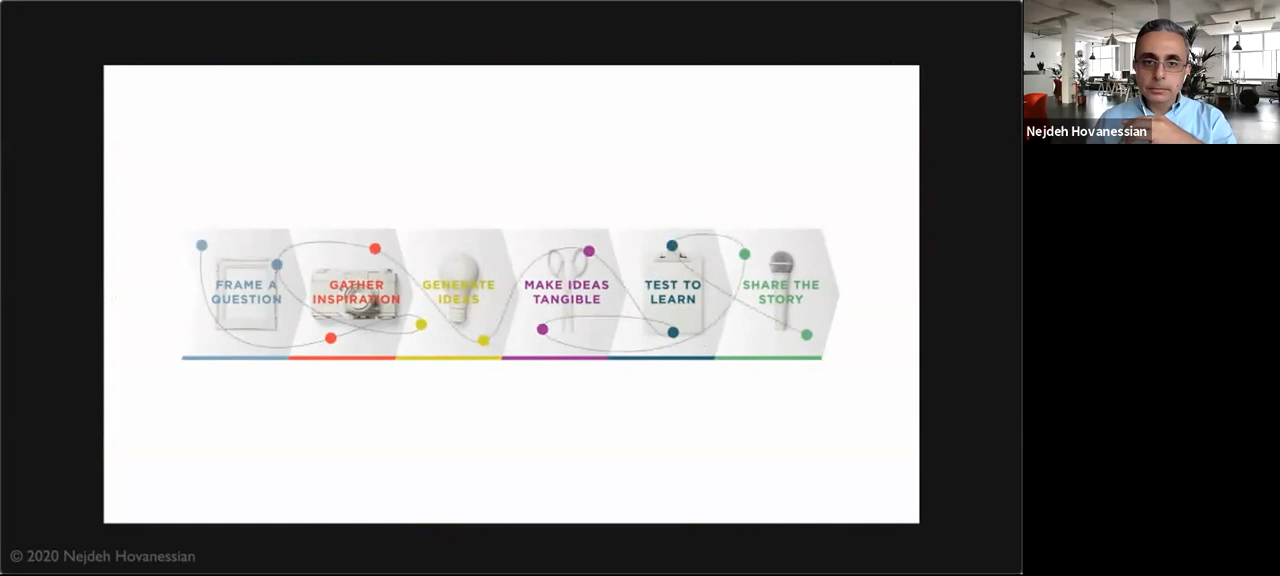 FRAME A
QUESTION
GATHER
INSPIRATION
GENERATE
IDEAS
MAKE IDEAS
TANGIBLE
TEST TO
LEARN
SHARE THE
STORY
Nejdeh Hovanessian
© 2020 Nejdeh Hovanessian